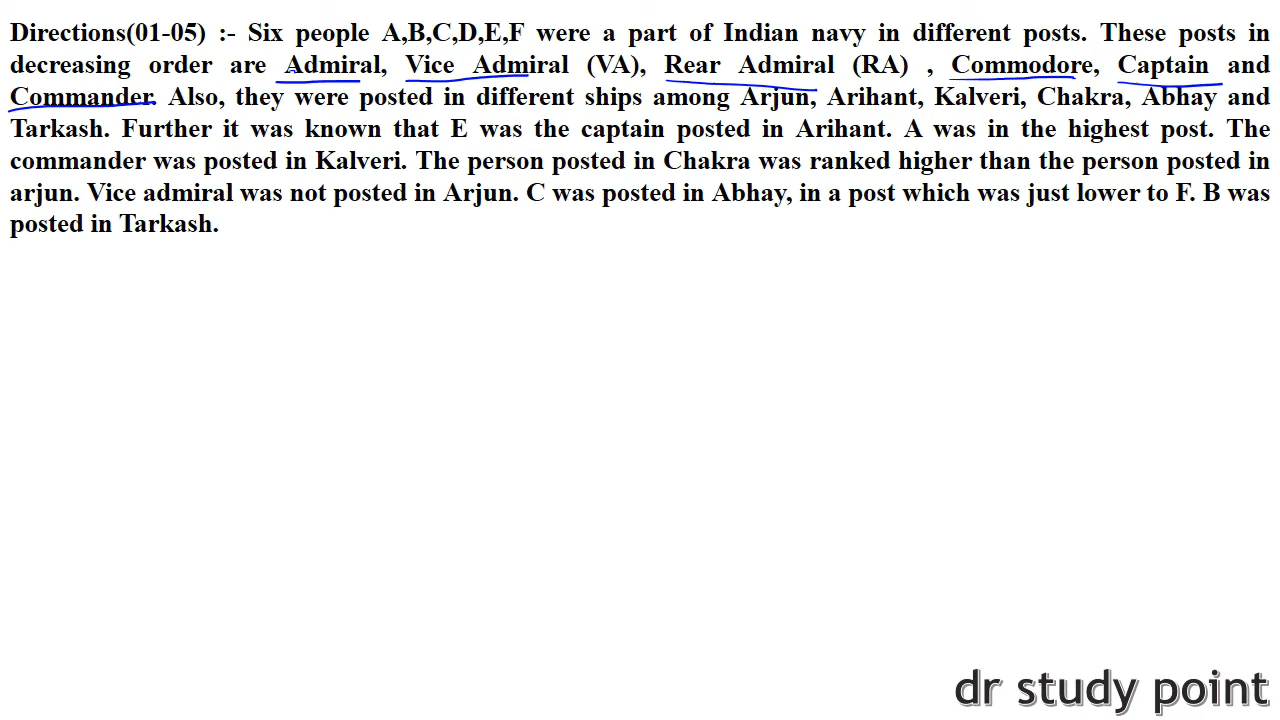 Directions(01-05) :- Six people A,B,C,D,E,F were a part of Indian navy in different posts. These posts in
decreasing order are Admiral, Vice Admiral (VA), Rear Admiral (RA) , Commodore, Captain and
Commander. Also, they were posted in different ships among Arjun, Arihant, Kalveri, Chakra, Abhay and
Tarkash. Further it was known that E was the captain posted in Arihant. A was in the highest post. The
commander was posted in Kalveri. The person posted in Chakra was ranked higher than the person posted in
arjun. Vice admiral was not posted in Arjun. C was posted in Abhay, in a post which was just lower to F. B was
posted in Tarkash.
dr study point